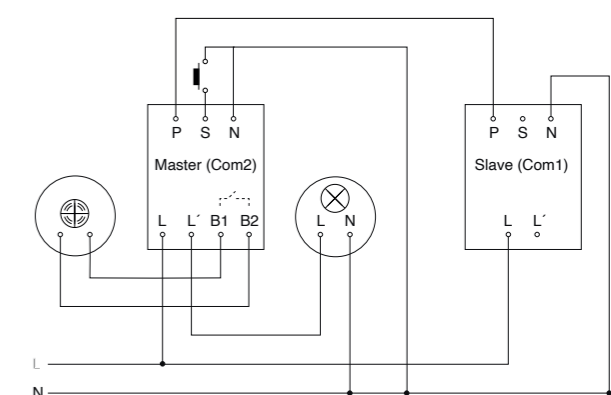 P S N
P S N
Master (Com2)
Slave (Com1)
L L´ B1 B2
L N
L L´
L
N